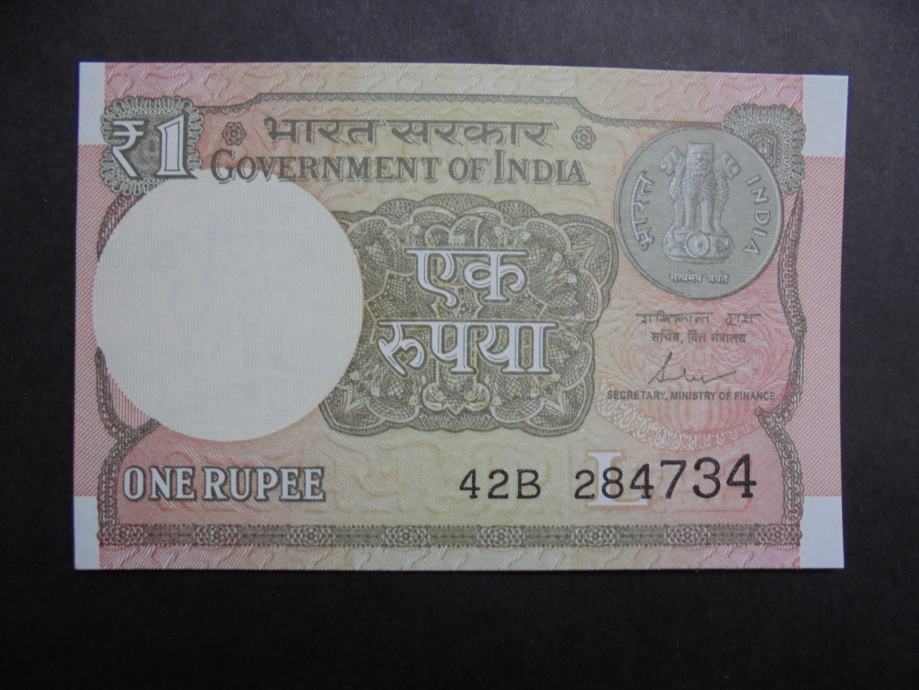 ₹1
भारत सरकार
GOVERNMENT OF INDIA
भारत INDIA
सत्यमेव जयते
एक
रुपया
सचिव, वित्त मंत्रालय
SECRETARY, MINISTRY OF FINANCE
ONE RUPEE
L
42B 284734